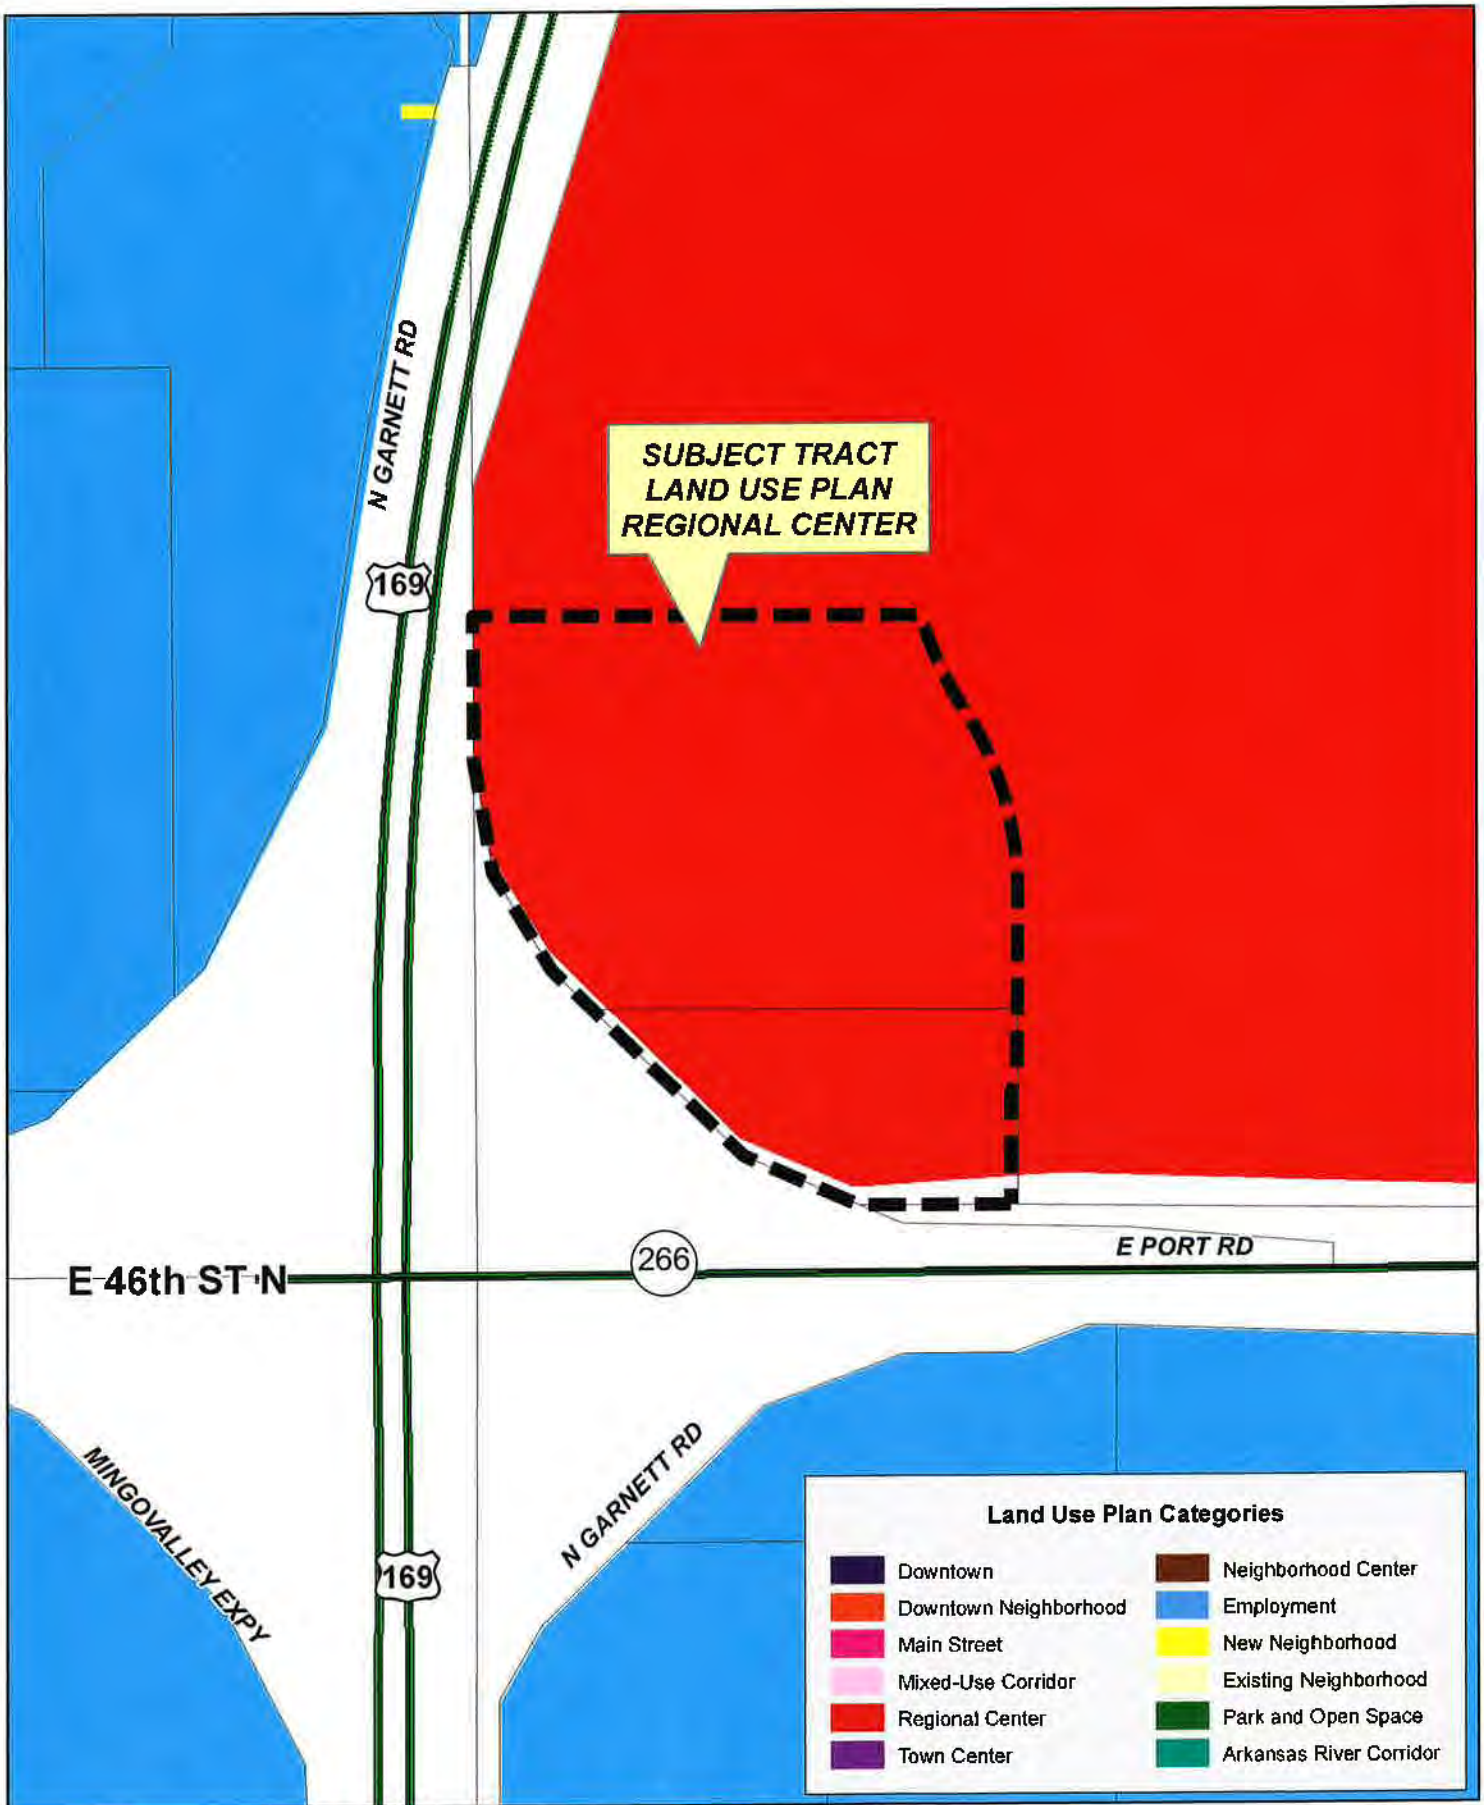 N GARNETT RD
SUBJECT TRACT
LAND USE PLAN
REGIONAL CENTER
169
E 46th ST N
266
E PORT RD
MINGOVALLEY EXPY
169
N GARNETT RD
Land Use Plan Categories
Downtown
Downtown Neighborhood
Main Street
Mixed-Use Corridor
Regional Center
Town Center
Neighborhood Center
Employment
New Neighborhood
Existing Neighborhood
Park and Open Space
Arkansas River Corridor